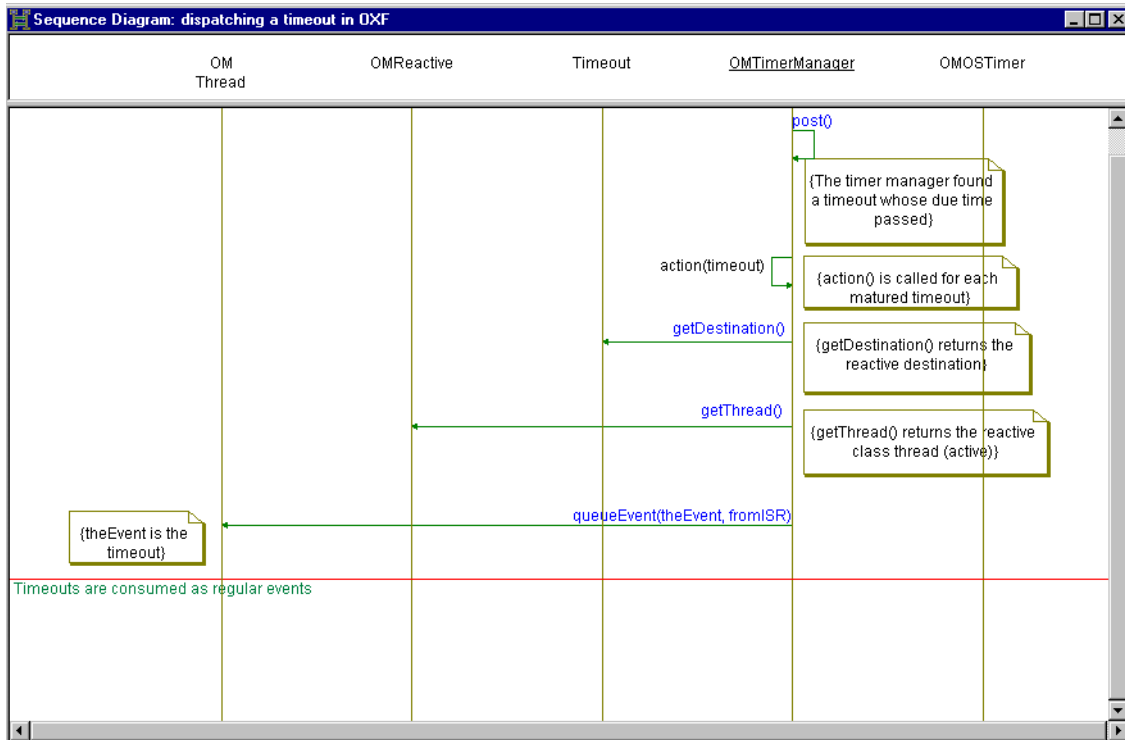 Sequence Diagram: dispatching a timeout in OXF
OM
Thread
OMReactive
Timeout
OMTimerManager
OMOSTimer
post()
{The timer manager found
a timeout whose due time
passed}
action(timeout)
{action() is called for each
matured timeout}
getDestination()
{getDestination() returns the
reactive destination}
getThread()
{getThread() returns the reactive
class thread (active)}
queueEvent(theEvent, fromISR)
{theEvent is the
timeout}
Timeouts are consumed as regular events